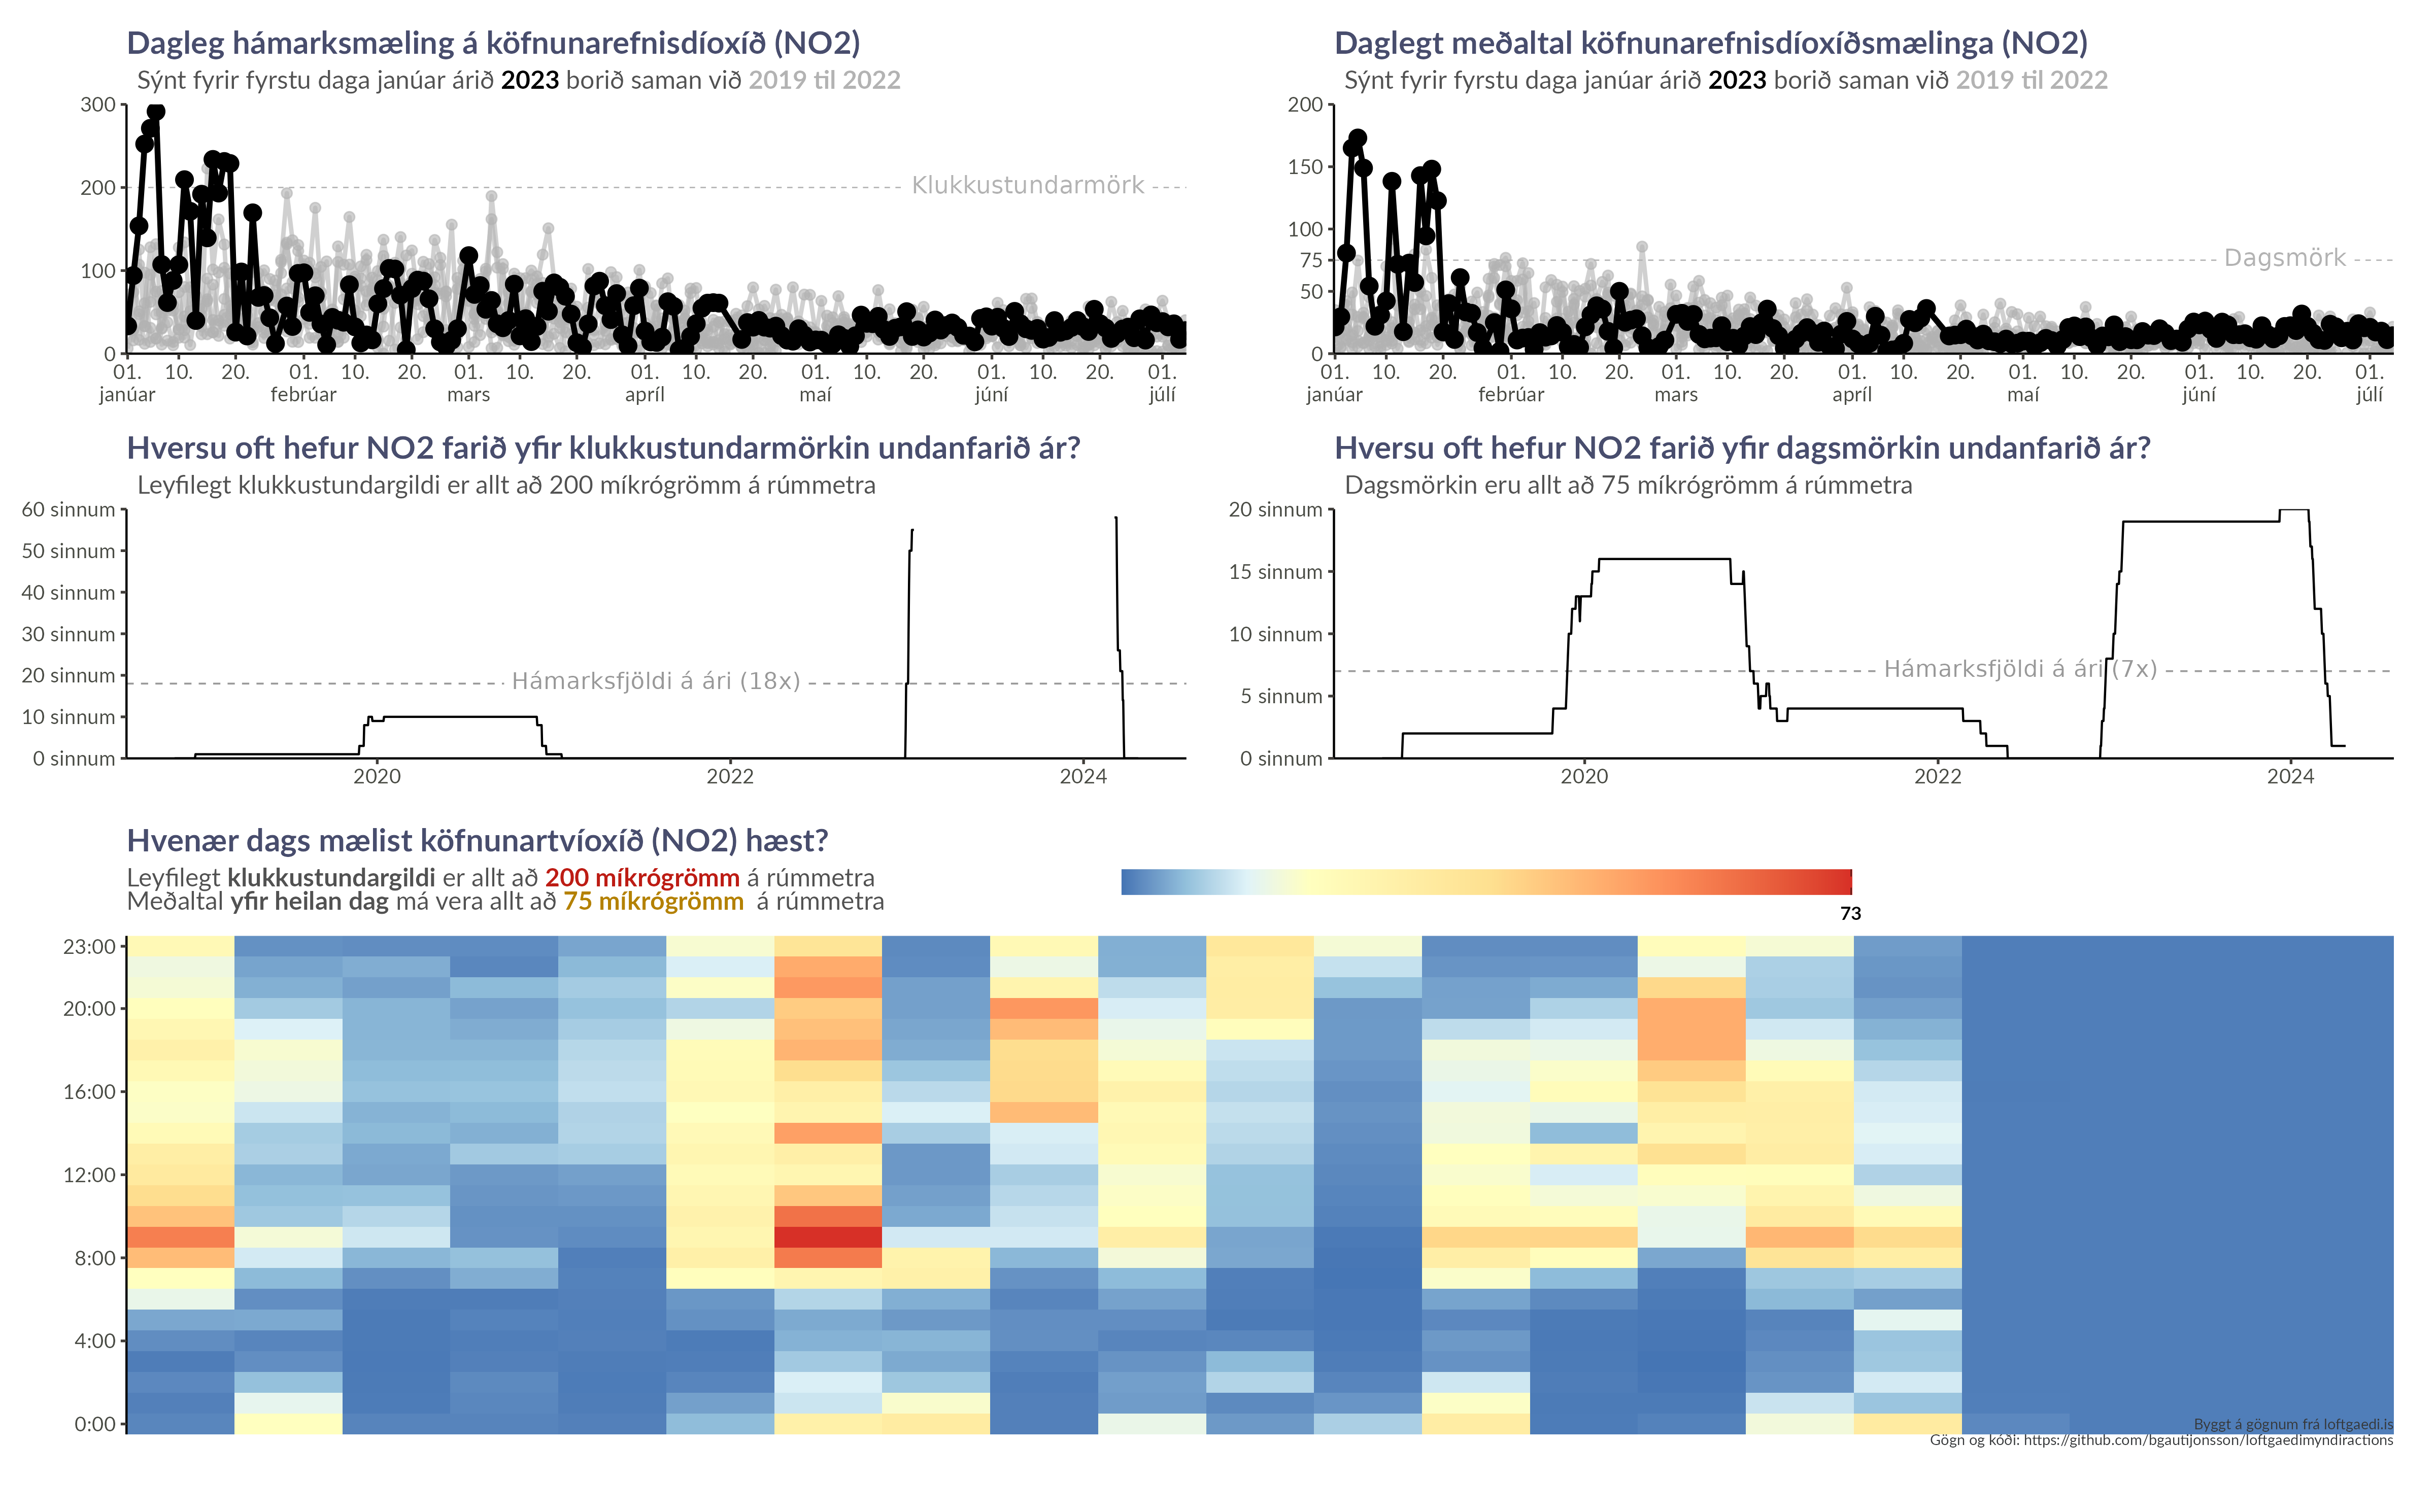 Dagleg hámarksmæling á köfnunarefnisdíoxíð (NO2)
Sýnt fyrir fyrstu daga janúar árið 2023 borið saman við 2019 til 2022
300
200
100
0
Klukkustundarmörk
01. 10. 20. 01. 10. 20. 01. 10. 20. 01. 10. 20. 01. 10. 20. 01. 10. 20. 01.
janúar febrúar mars apríl maí júní júlí
Daglegt meðaltal köfnunarefnisdíoxíðsmælinga (NO2)
Sýnt fyrir fyrstu daga janúar árið 2023 borið saman við 2019 til 2022
200
150
100
75
50
0
Dagsmörk
01. 10. 20. 01. 10. 20. 01. 10. 20. 01. 10. 20. 01. 10. 20. 01. 10. 20. 01.
janúar febrúar mars apríl maí júní júlí
Hversu oft hefur NO2 farið yfir klukkustundarmörkin undanfarið ár?
Leyfilegt klukkustundargildi er allt að 200 míkrógrömm á rúmmetra
60 sinnum
50 sinnum
40 sinnum
30 sinnum
20 sinnum
10 sinnum
0 sinnum
Hámarksfjöldi á ári (18x)
2020 2022 2024
Hversu oft hefur NO2 farið yfir dagsmörkin undanfarið ár?
Dagsmörkin eru allt að 75 míkrógrömm á rúmmetra
20 sinnum
15 sinnum
10 sinnum
5 sinnum
0 sinnum
Hámarksfjöldi á ári (7x)
2020 2022 2024
Hvenær dags mælist köfnunartvíoxíð (NO2) hæst?
Leyfilegt klukkustundargildi er allt að 200 míkrógrömm á rúmmetra
Meðaltal yfir heilan dag má vera allt að 75 míkrógrömm á rúmmetra
73
23:00
20:00
16:00
12:00
8:00
4:00
0:00
Byggt á gögnum frá loftgaedi.is
Gögn og kóði: https://github.com/bgautijonsson/loftgaedimyndiractions